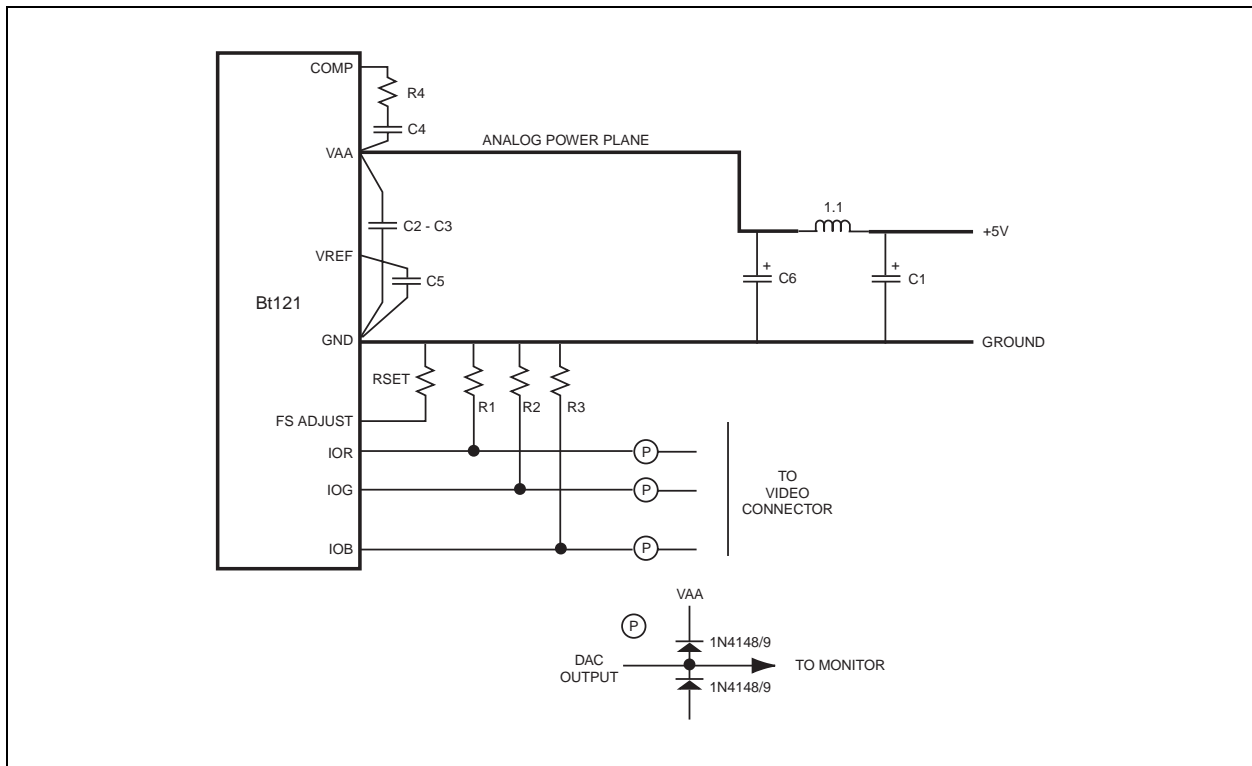 COMP
R4
C4
ANALOG POWER PLANE
VAA
1.1
C2 - C3
+5V
VREF
+
+
C5
C6
C1
Bt121
GND
GROUND
RSET
R1
R2
R3
FS ADJUST
IOR
P
TO
VIDEO
CONNECTOR
IOG
P
IOB
P
VAA
P
1N4148/9
DAC
OUTPUT
TO MONITOR
1N4148/9